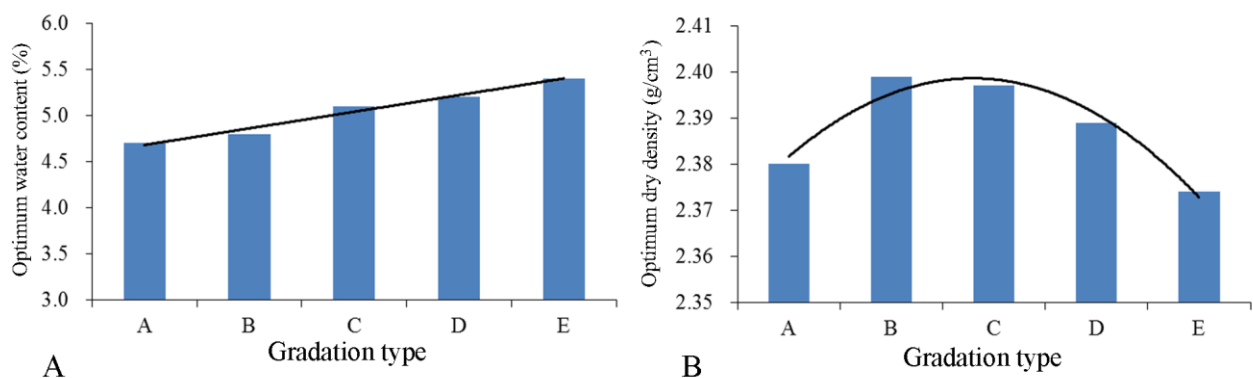 Optimum water content (%)
6.0
5.5
5.0
4.5
4.0
3.5
3.0
A B C D E
Gradation type
A
Optimum dry density (g/cm³)
2.41
2.40
2.39
2.38
2.37
2.36
2.35
A B C D E
Gradation type
B